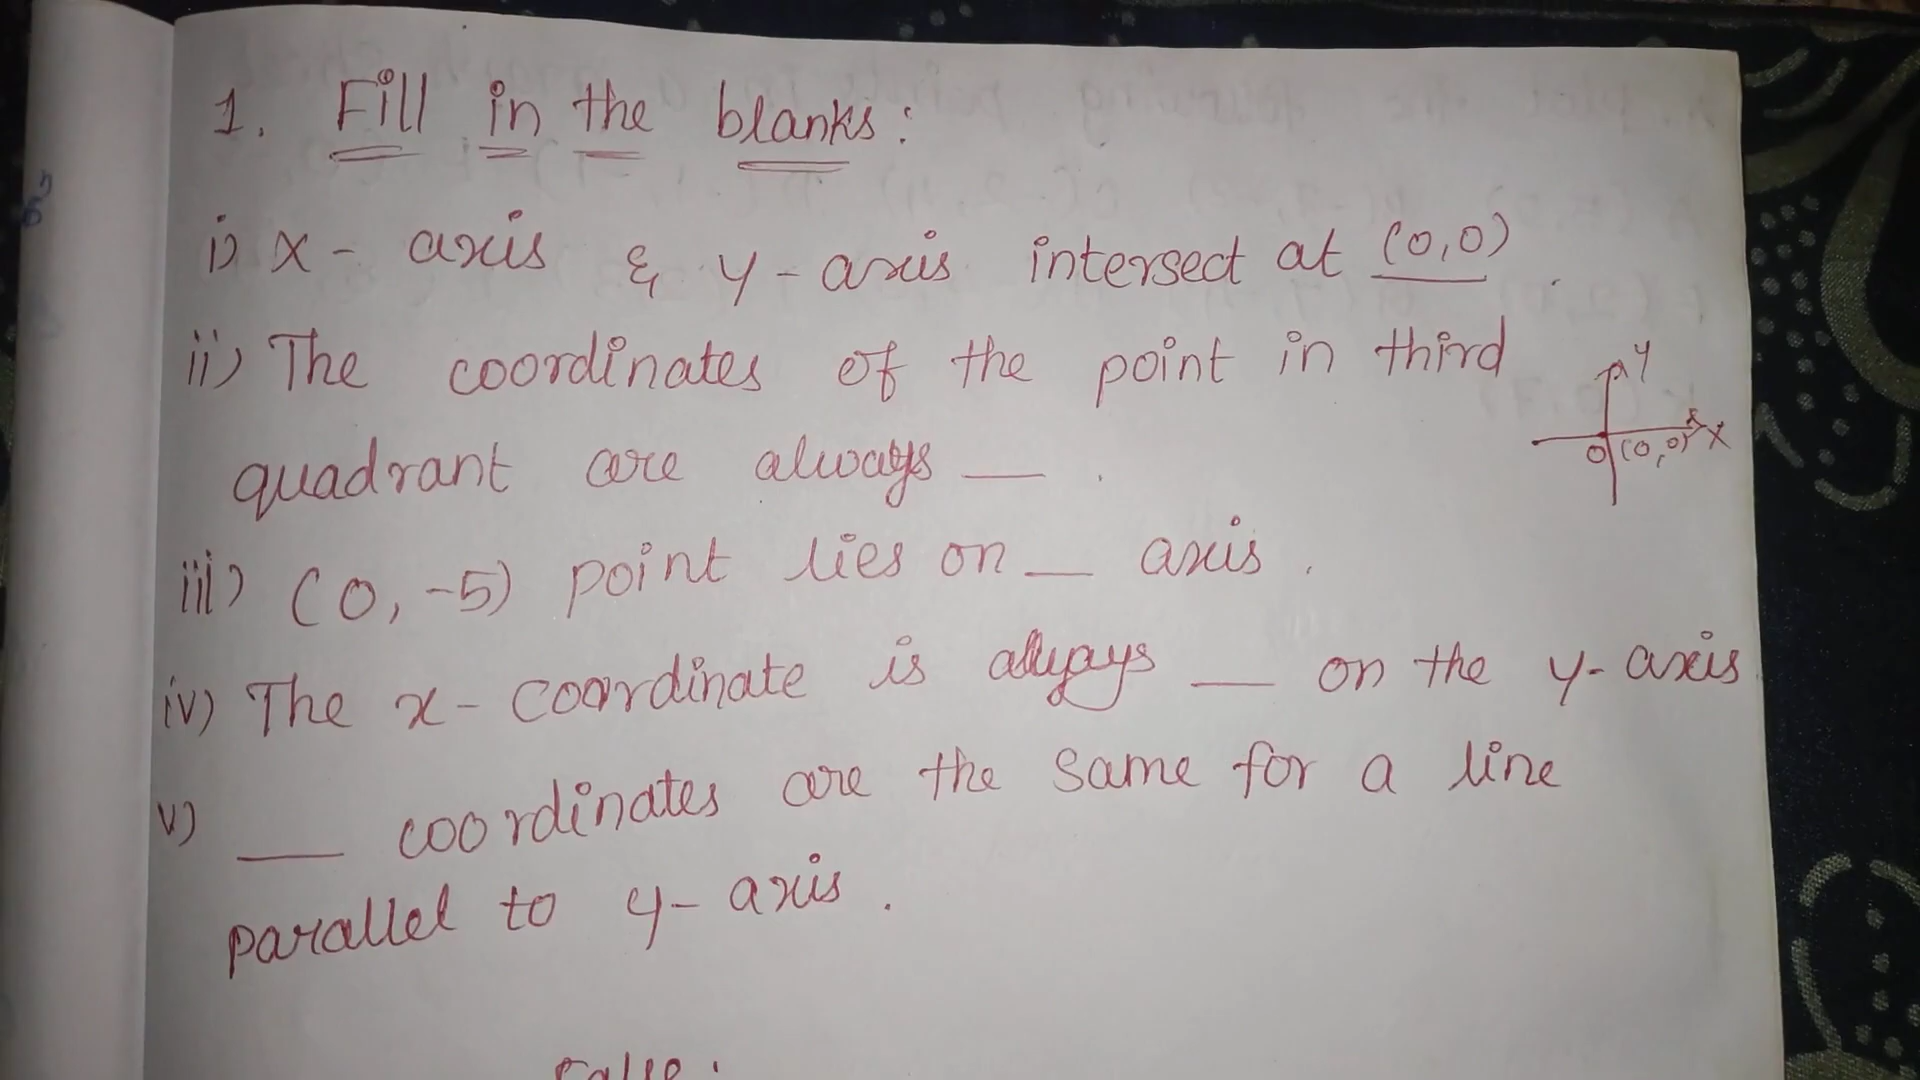 1. Fill in the blanks:
i) x- axis & y-axis intersect at (0,0).
ii) The coordinates of the point in third
quadrant are always __.
iii) (0,-5) point lies on __ axis.
iv) The x-coordinate is always __ on the y-axis
v) __ coordinates are the same for a line
parallel to y-axis.
y
x
O (0,0)